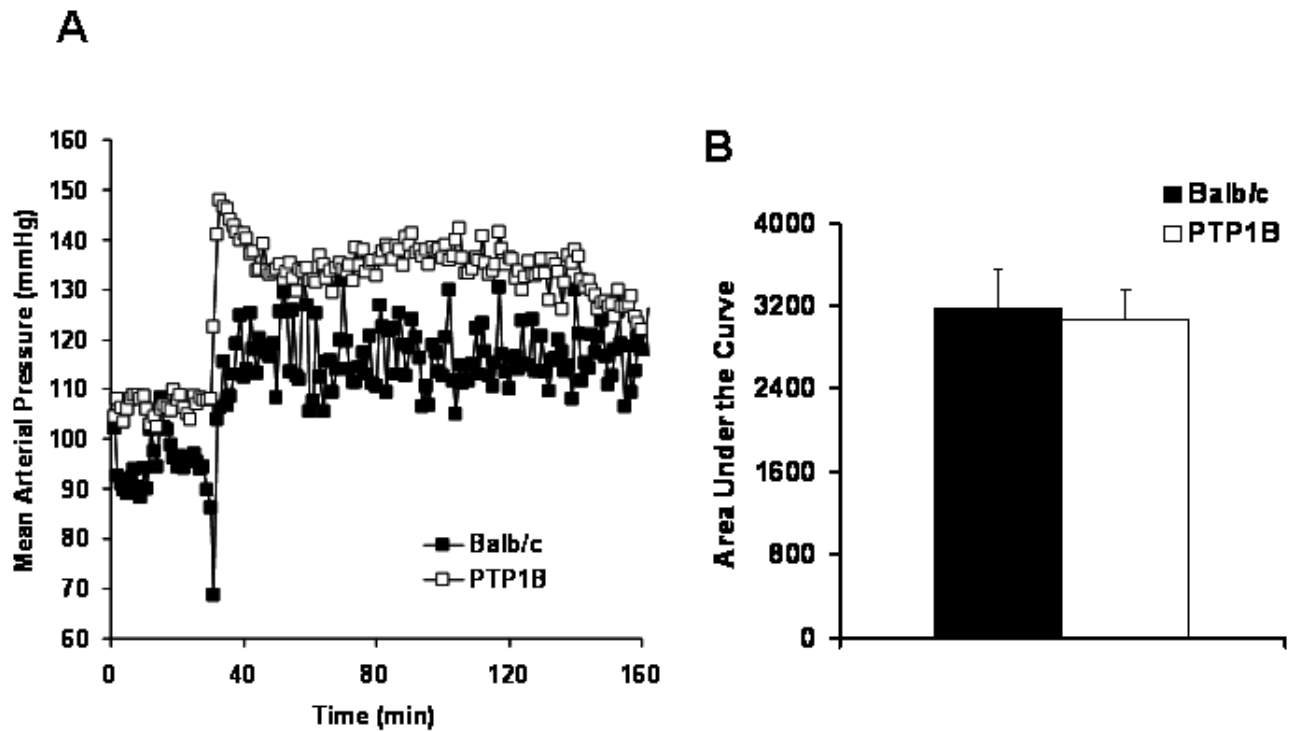 A
160
150
140
130
120
110
100
90
80
70
60
Mean Arterial Pressure (mmHg)
Balb/c
PTP1B
0 40 80 120 160
Time (min)
B
Balb/c
PTP1B
4000
3200
2400
1600
800
0
Area Under the Curve